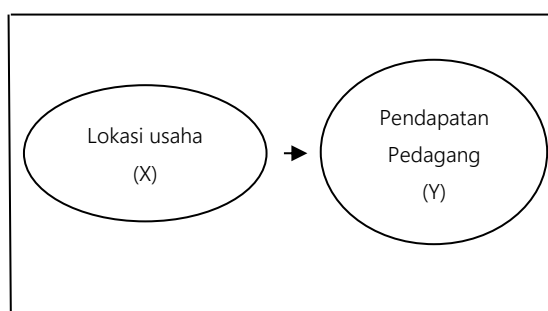 Lokasi usaha
(X)
Pendapatan
Pedagang
(Y)